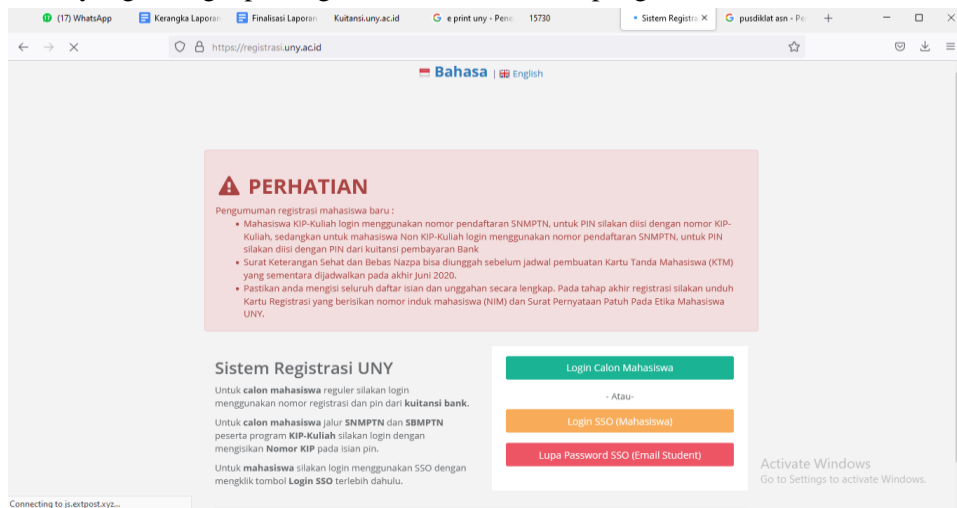 (17) WhatsApp
Kerangka Laporan
Finalisasi Laporan
Kuitansi.uny.ac.id
e print uny - Pene
15730
Sistem Registra
pusdiklat asn - Pe
https://registrasi.uny.ac.id
Bahasa | English
PERHATIAN
Pengumuman registrasi mahasiswa baru :
Mahasiswa KIP-Kuliah login menggunakan nomor pendaftaran SNMPTN, untuk PIN silakan diisi dengan nomor KIP-
Kuliah, sedangkan untuk mahasiswa Non KIP-Kuliah login menggunakan nomor pendaftaran SNMPTN, untuk PIN
silakan diisi dengan PIN dari kuitansi pembayaran Bank
Surat Keterangan Sehat dan Bebas Nazpa bisa diunggah sebelum jadwal pembuatan Kartu Tanda Mahasiswa (KTM)
yang sementara dijadwalkan pada akhir Juni 2020.
Pastikan anda mengisi seluruh daftar isian dan unggahan secara lengkap. Pada tahap akhir registrasi silakan unduh
Kartu Registrasi yang berisikan nomor induk mahasiswa (NIM) dan Surat Pernyataan Patuh Pada Etika Mahasiswa
UNY.
Sistem Registrasi UNY
Untuk calon mahasiswa reguler silakan login
menggunakan nomor registrasi dan pin dari kuitansi bank.
Untuk calon mahasiswa jalur SNMPTN dan SBMPTN
peserta program KIP-Kuliah silakan login dengan
mengisikan Nomor KIP pada isian pin.
Untuk mahasiswa silakan login menggunakan SSO dengan
mengklik tombol Login SSO terlebih dahulu.
Login Calon Mahasiswa
- Atau-
Login SSO (Mahasiswa)
Lupa Password SSO (Email Student)
Activate Windows
Go to Settings to activate Windows.
Connecting to js.extpost.xyz...